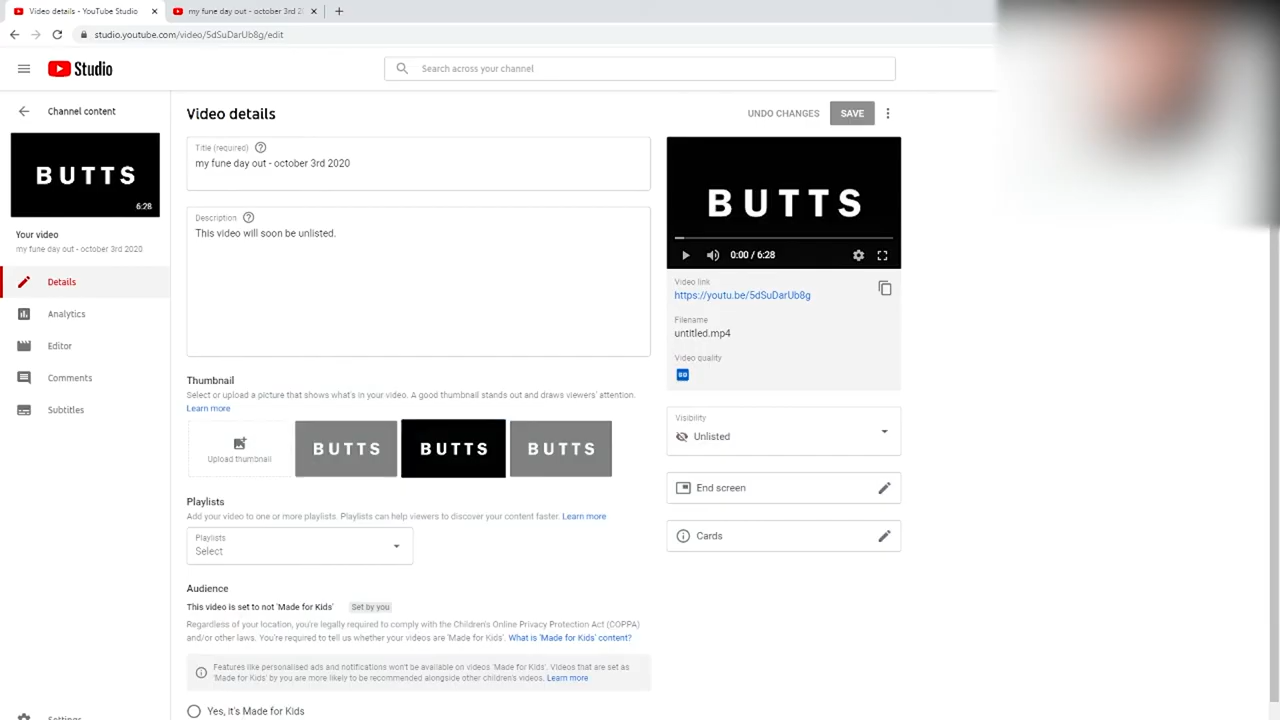 Video details - YouTube Studio
my fune day out - october 3rd 2
studio.youtube.com/video/5dSuDarUb8g/edit
Studio
Search across your channel
Channel content
Video details
UNDO CHANGES
SAVE
BUTTS
6:28
Your video
my fune day out - october 3rd 2020
Details
Analytics
Editor
Comments
Subtitles
Settings
Title (required)
my fune day out - october 3rd 2020
Description
This video will soon be unlisted.
Thumbnail
Select or upload a picture that shows what's in your video. A good thumbnail stands out and draws viewers' attention.
Learn more
Upload thumbnail
BUTTS
BUTTS
BUTTS
Playlists
Add your video to one or more playlists. Playlists can help viewers to discover your content faster. Learn more
Playlists
Select
Audience
This video is set to not 'Made for Kids' Set by you
Regardless of your location, you're legally required to comply with the Children's Online Privacy Protection Act (COPPA)
and/or other laws. You're required to tell us whether your videos are 'Made for Kids'. What is 'Made for Kids' content?
Features like personalised ads and notifications won't be available on videos 'Made for Kids'. Videos that are set as
'Made for Kids' by you are more likely to be recommended alongside other children's videos. Learn more
Yes, it's Made for Kids
BUTTS
0:00 / 6:28
Video link
https://youtu.be/5dSuDarUb8g
Filename
untitled.mp4
Video quality
SD
Visibility
Unlisted
End screen
Cards